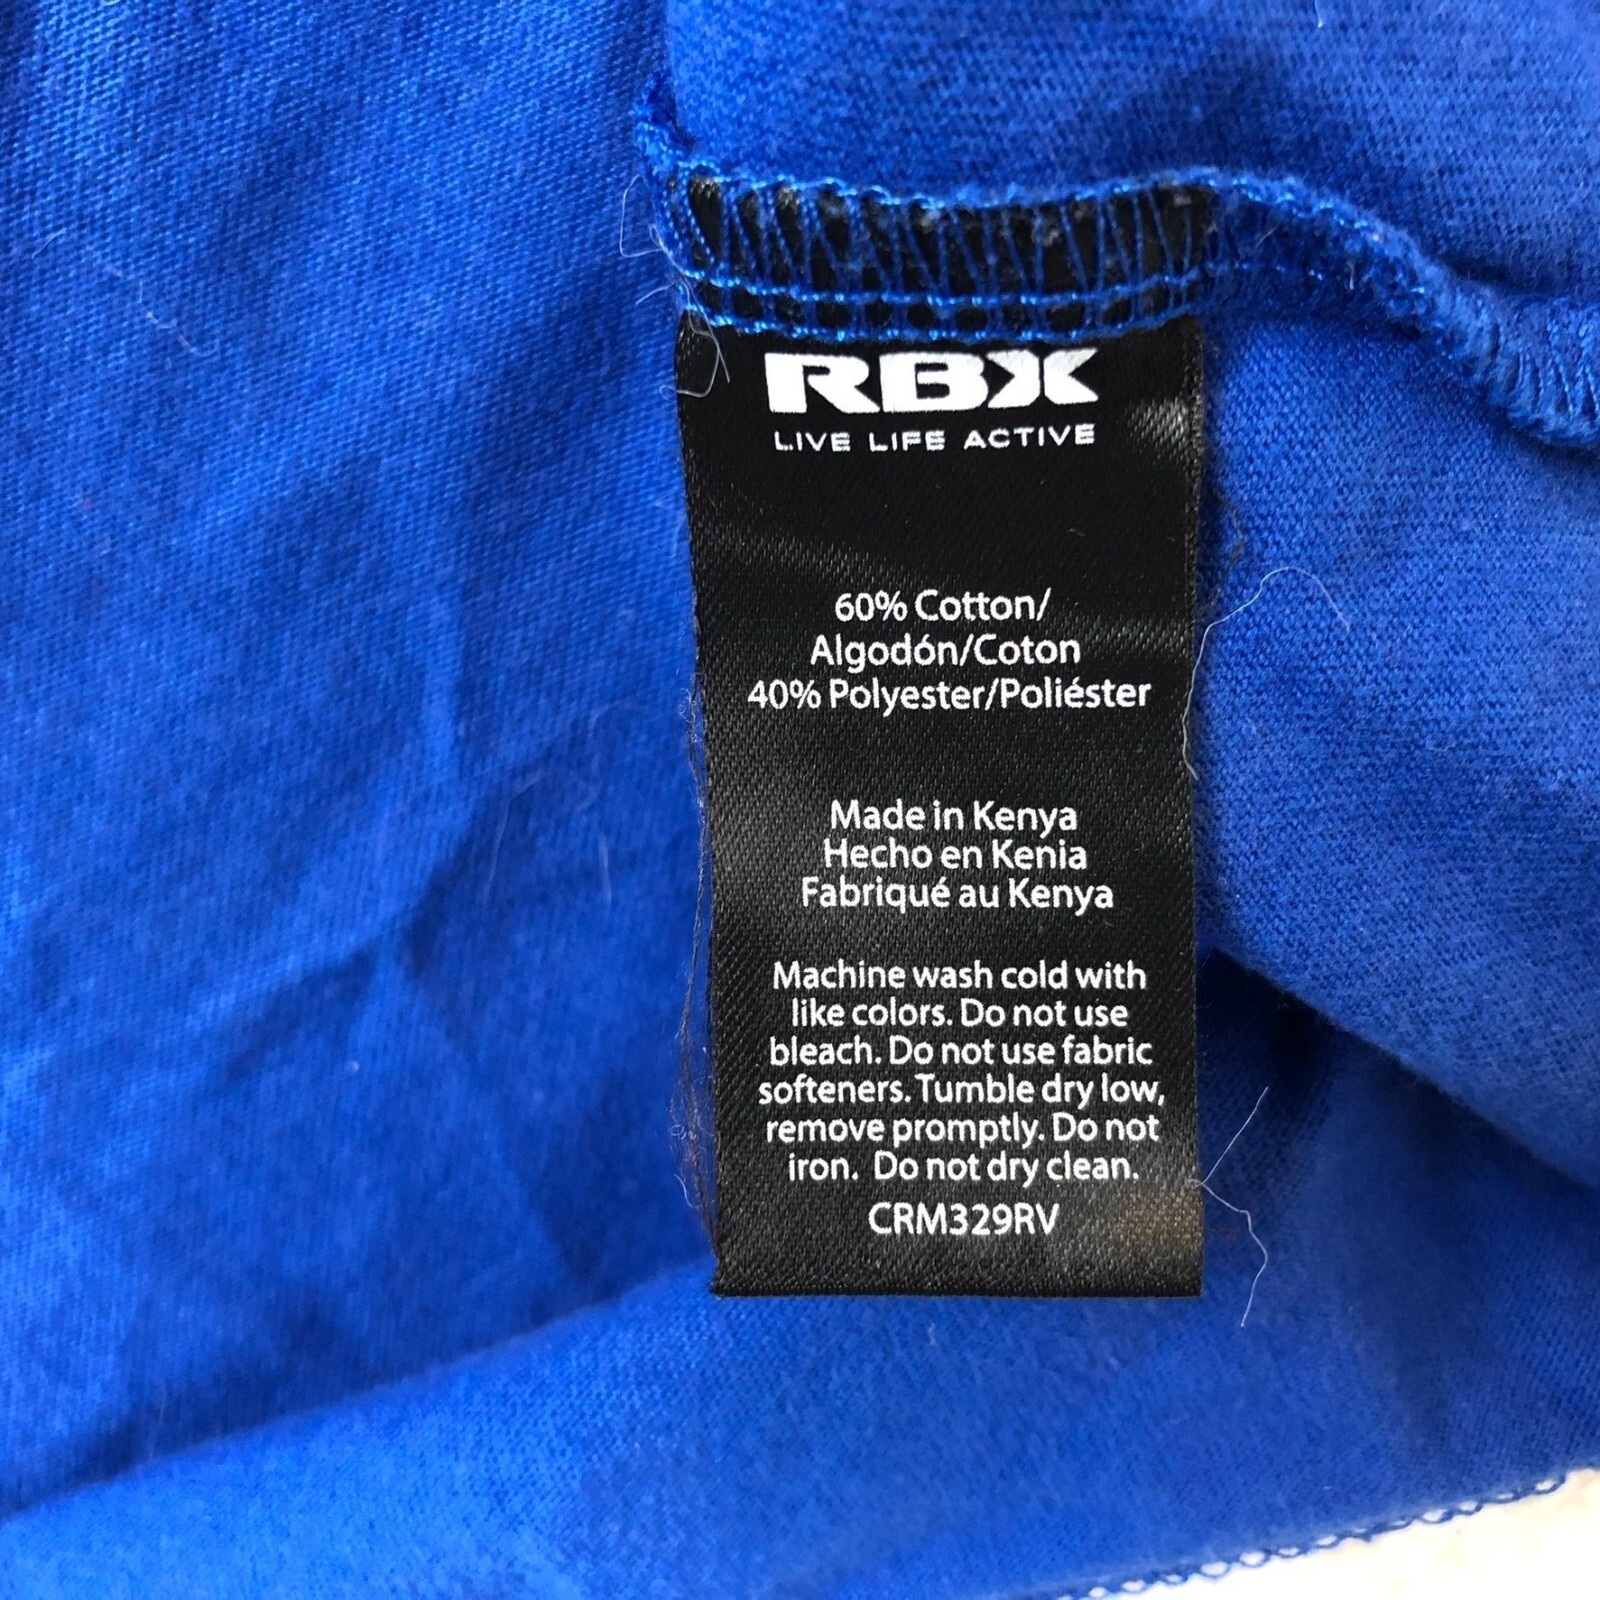 RBX
LIVE LIFE ACTIVE
60% Cotton/
Algodón/Coton
40% Polyester/Poliéster
Made in Kenya
Hecho en Kenia
Fabriqué au Kenya
Machine wash cold with
like colors. Do not use
bleach. Do not use fabric
softeners. Tumble dry low,
remove promptly. Do not
iron. Do not dry clean.
CRM329RV